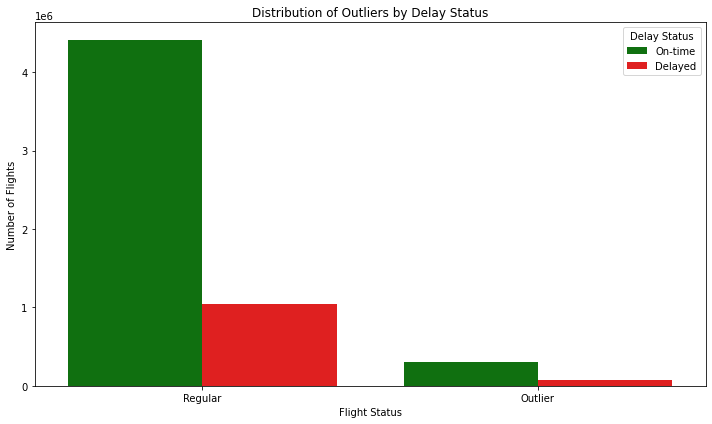 Distribution of Outliers by Delay Status
1e6
Delay Status
On-time
Delayed
4
3
2
1
0
Number of Flights
Regular
Outlier
Flight Status